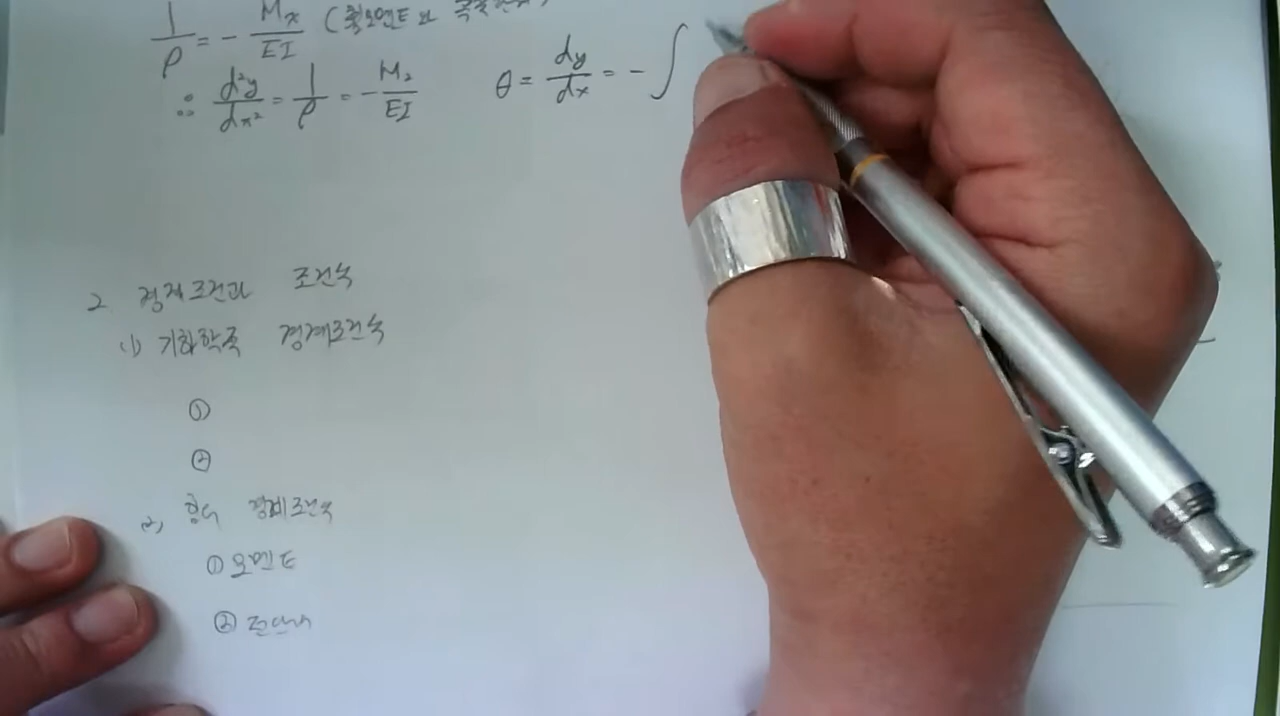 1/ρ = - Mx/EI (휨모멘트와 곡률관계)
∴ d²y/dx² = 1/ρ = - Mx/EI θ = dy/dx = - ∫
2. 경계조건과 조건식
(1) 기하학적 경계조건식
①
②
(2) 힘의 경계조건식
① 모멘트
② 전단력